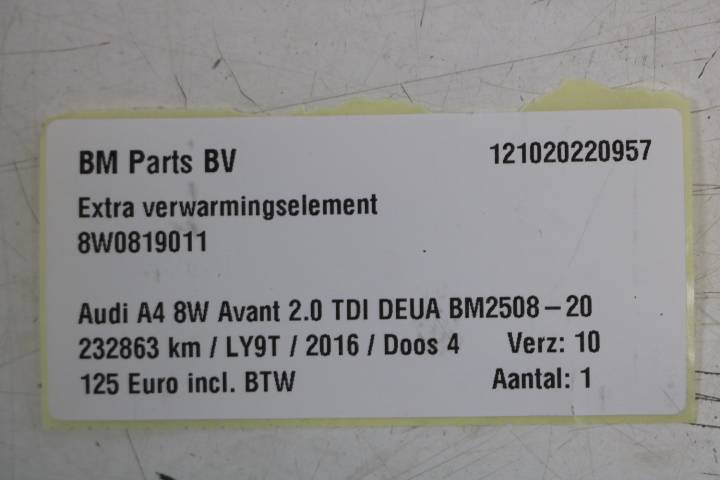 BM Parts BV 121020220957
Extra verwarmingselement
8W0819011
Audi A4 8W Avant 2.0 TDI DEUA BM2508-20
232863 km / LY9T / 2016 / Doos 4 Verz: 10
125 Euro incl. BTW Aantal: 1